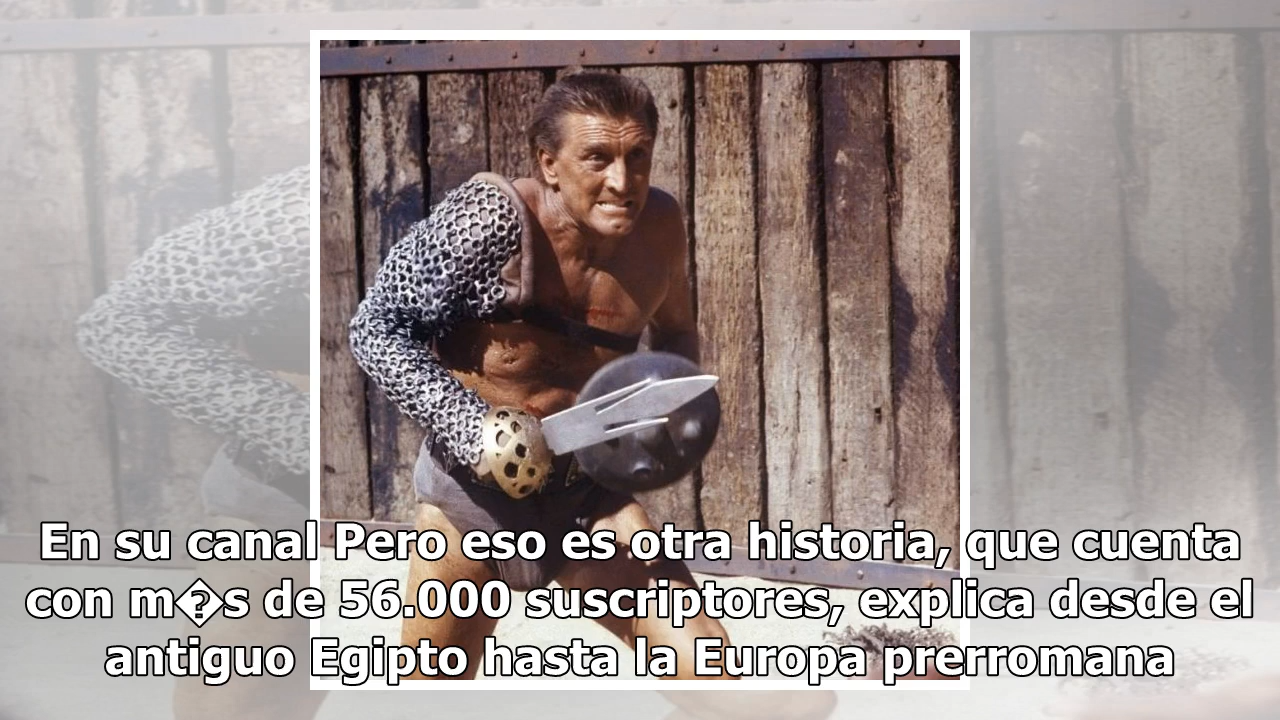 En su canal Pero eso es otra historia, que cuenta
con m�s de 56.000 suscriptores, explica desde el
antiguo Egipto hasta la Europa prerromana